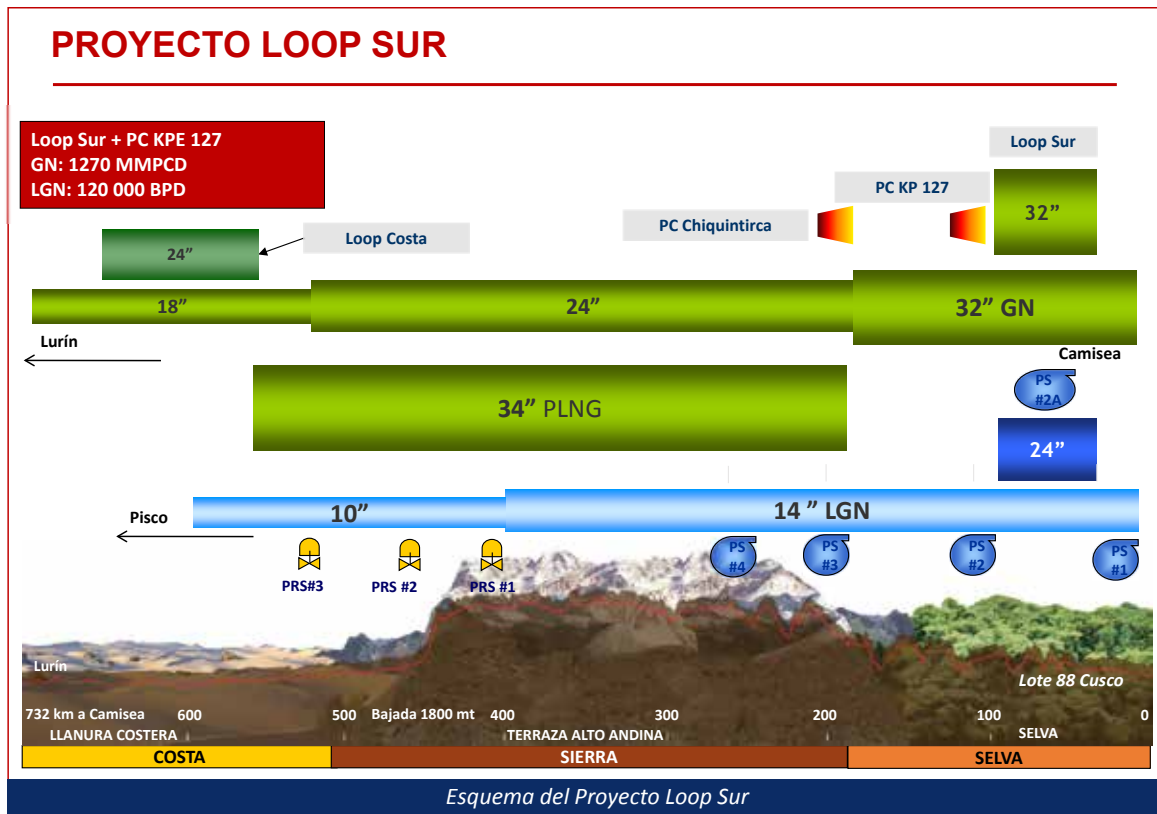 PROYECTO LOOP SUR
Loop Sur + PC KPE 127
GN: 1270 MMPCD
LGN: 120 000 BPD
Loop Sur
PC KP 127
PC Chiquintirca
32”
Loop Costa
24”
18”
24”
32” GN
Lurín
Camisea
34” PLNG
PS
#2A
24”
Pisco
10”
14 ” LGN
PRS#3
PRS #2
PRS #1
PS
#4
PS
#3
PS
#2
PS
#1
Lurín
Lote 88 Cusco
732 km a Camisea
600
500
Bajada 1800 mt
400
300
200
100
0
LLANURA COSTERA
TERRAZA ALTO ANDINA
SELVA
COSTA
SIERRA
SELVA
Esquema del Proyecto Loop Sur